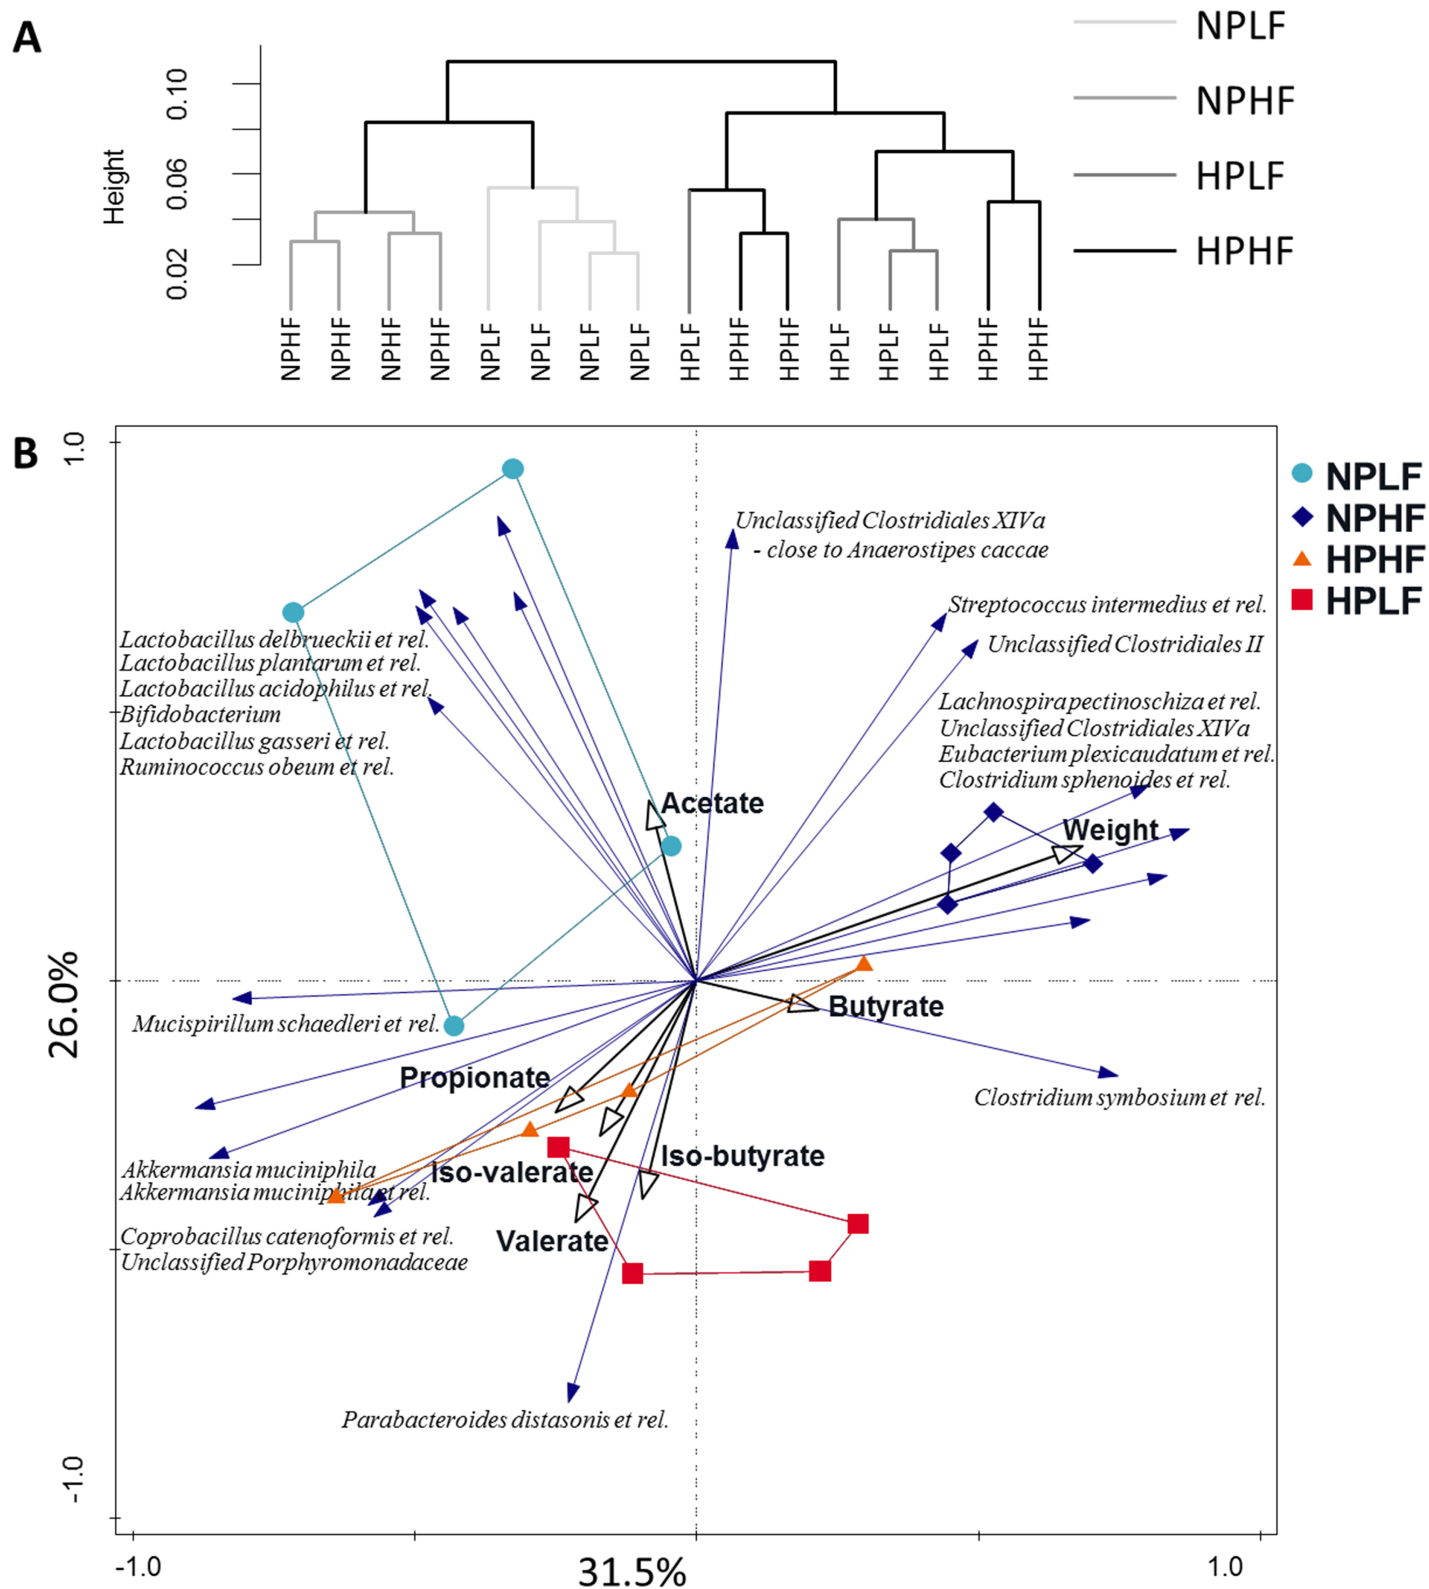 A
NPLF
NPHF
HPLF
HPHF
Height
0.10
0.06
0.02
NPHF
NPHF
NPHF
NPHF
NPLF
NPLF
NPLF
NPLF
HPLF
HPHF
HPHF
HPLF
HPLF
HPLF
HPHF
HPHF
B
1.0
NPLF
NPHF
HPHF
HPLF
Unclassified Clostridiales XIVa
- close to Anaerostipes caccae
Streptococcus intermedius et rel.
Unclassified Clostridiales II
Lactobacillus delbrueckii et rel.
Lactobacillus plantarum et rel.
Lactobacillus acidophilus et rel.
Bifidobacterium
Lactobacillus gasseri et rel.
Ruminococcus obeum et rel.
Lachnospira pectinoschiza et rel.
Unclassified Clostridiales XIVa
Eubacterium plexicaudatum et rel.
Clostridium sphenoides et rel.
Acetate
Weight
26.0%
Mucispirillum schaedleri et rel.
Butyrate
Propionate
Clostridium symbosium et rel.
Akkermansia muciniphila
Akkermansia muciniphila et rel.
Iso-valerate
Iso-butyrate
Coprobacillus catenoformis et rel.
Unclassified Porphyromonadaceae
Valerate
Parabacteroides distasonis et rel.
-1.0
-1.0
31.5%
1.0